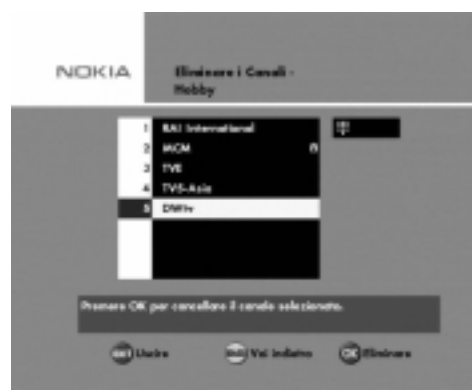 NOKIA
Eliminare i Canali -
Hobby
1 RAI International
2 MCM
3 TVE
4 TV5-Asia
5 DWtv
Premere OK per cancellare il canale selezionato.
Uscire
Vai indietro
OK Eliminare